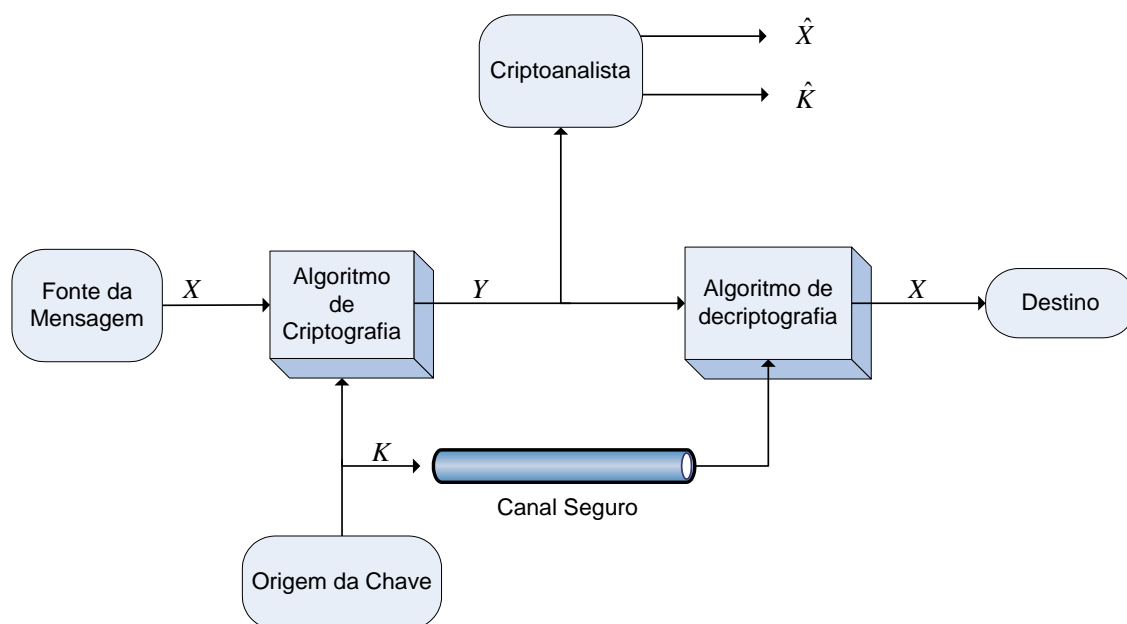 X̂
Criptoanalista
K̂
Fonte da
Mensagem
X
Algoritmo
de
Criptografia
Y
Algoritmo de
decriptografia
X
Destino
K
Canal Seguro
Origem da Chave